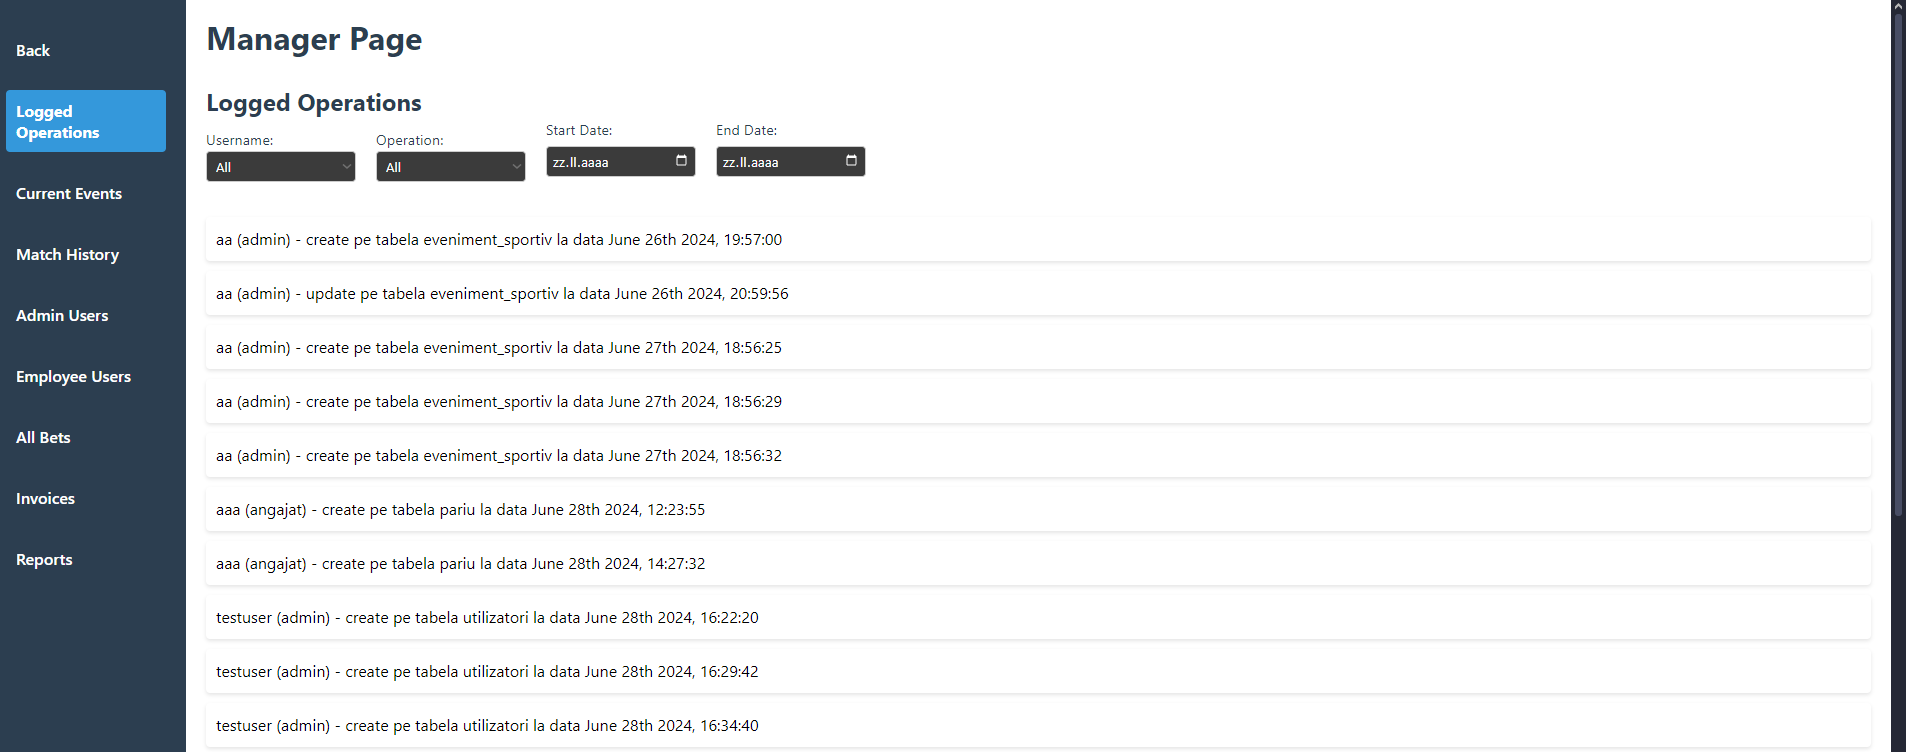 Back
Logged
Operations
Current Events
Match History
Admin Users
Employee Users
All Bets
Invoices
Reports
Manager Page
Logged Operations
Username:
Operation:
Start Date:
End Date:
All
All
zz.ll.aaaa
zz.ll.aaaa
aa (admin) - create pe tabela eveniment_sportiv la data June 26th 2024, 19:57:00
aa (admin) - update pe tabela eveniment_sportiv la data June 26th 2024, 20:59:56
aa (admin) - create pe tabela eveniment_sportiv la data June 27th 2024, 18:56:25
aa (admin) - create pe tabela eveniment_sportiv la data June 27th 2024, 18:56:29
aa (admin) - create pe tabela eveniment_sportiv la data June 27th 2024, 18:56:32
aaa (angajat) - create pe tabela pariu la data June 28th 2024, 12:23:55
aaa (angajat) - create pe tabela pariu la data June 28th 2024, 14:27:32
testuser (admin) - create pe tabela utilizatori la data June 28th 2024, 16:22:20
testuser (admin) - create pe tabela utilizatori la data June 28th 2024, 16:29:42
testuser (admin) - create pe tabela utilizatori la data June 28th 2024, 16:34:40